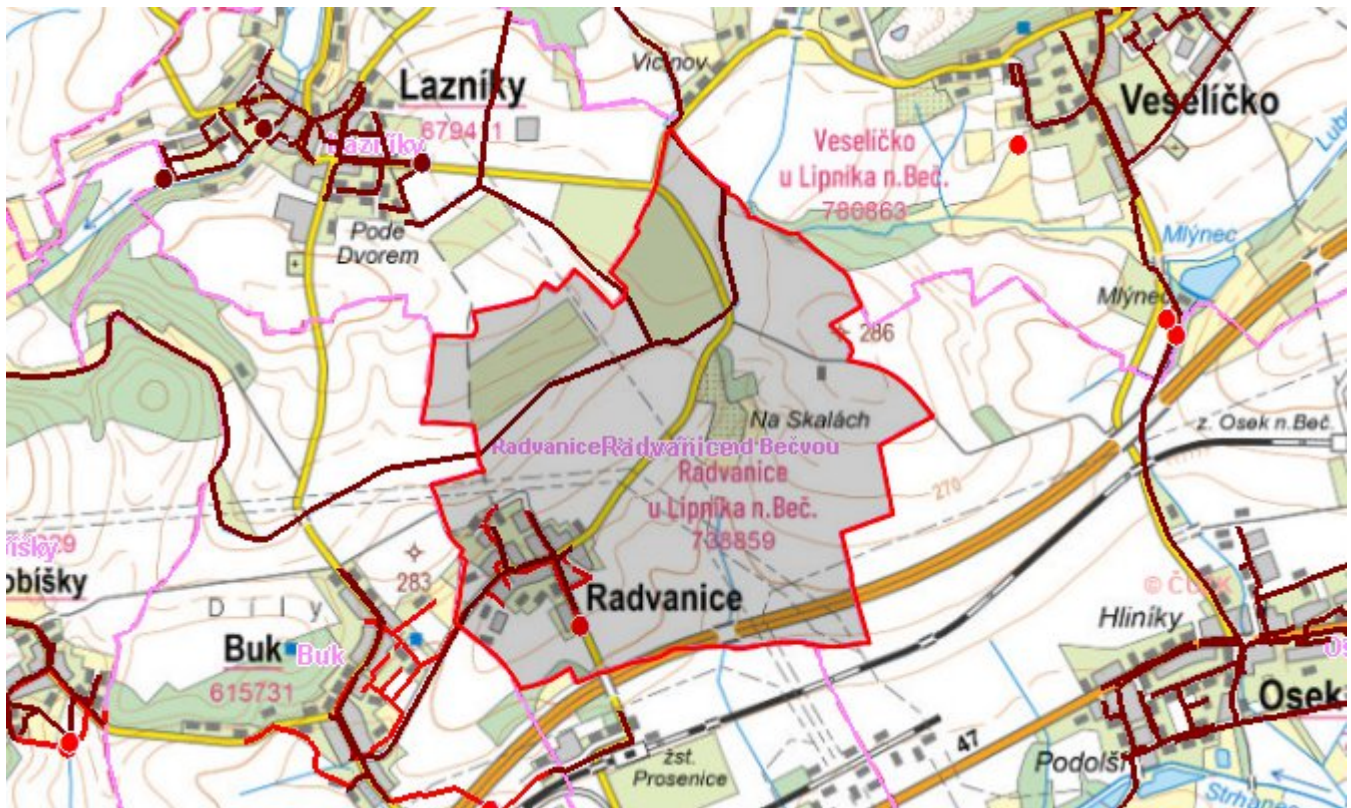 Vicinov
Lazníky
679411
Lazníky
Veselíčko
Veselíčko
u Lipníka n.Beč.
780863
Pode
Dvorem
Mlýnec
Mlýnec
286
Na Skalách
z. Osek n.Beč.
Radvanice
Radvanice
nad Bečvou
Radvanice
u Lipníka n.Beč.
738859
270
283
Díly
Radvanice
© ČÚZK
Hliníky
Buk
Buk
615731
Osek
47
Podolší
žst.
Prosenice